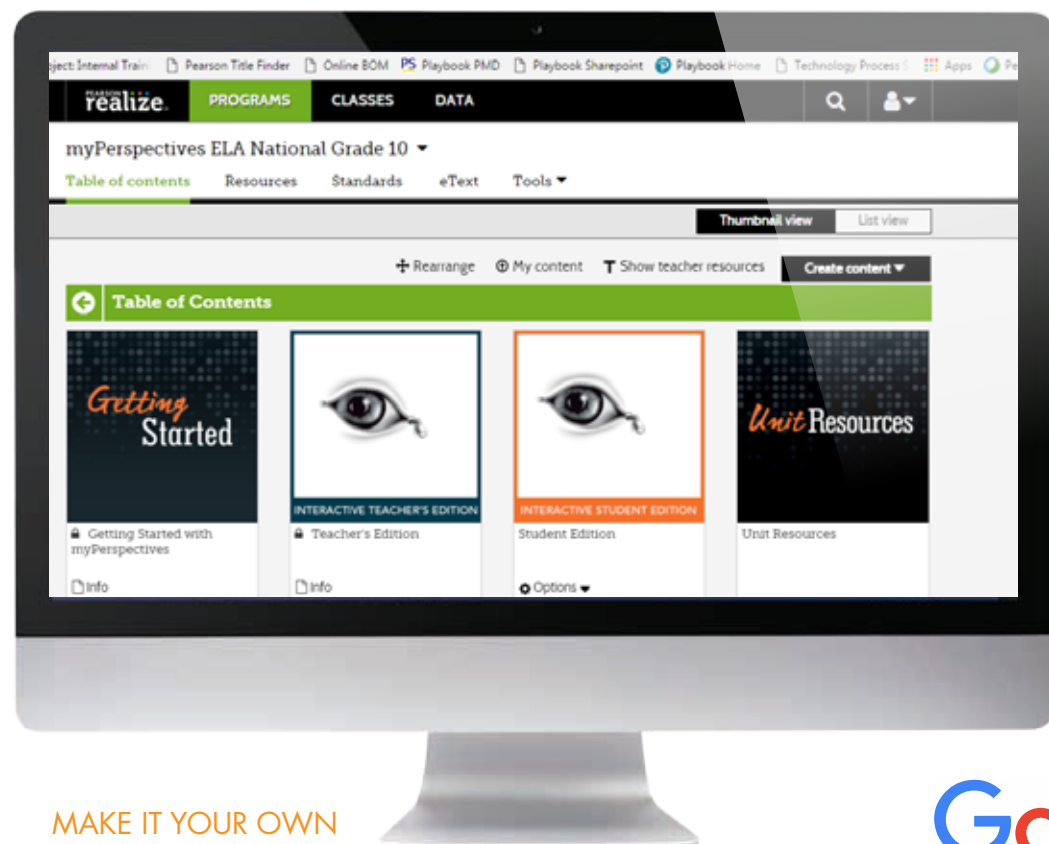 Pearson Title Finder Online BOM PS Playbook PMD Playbook Sharepoint Playbook Home Technology Process Apps
PEARSON
realize. PROGRAMS CLASSES DATA
myPerspectives ELA National Grade 10
Table of contents Resources Standards eText Tools
Thumbnail view List view
Rearrange My content Show teacher resources Create content
Table of Contents
Getting
Started
INTERACTIVE TEACHER'S EDITION
INTERACTIVE STUDENT EDITION
Unit Resources
Getting Started with
myPerspectives
Teacher's Edition
Student Edition
Unit Resources
Info
Info
Options
MAKE IT YOUR OWN
Go